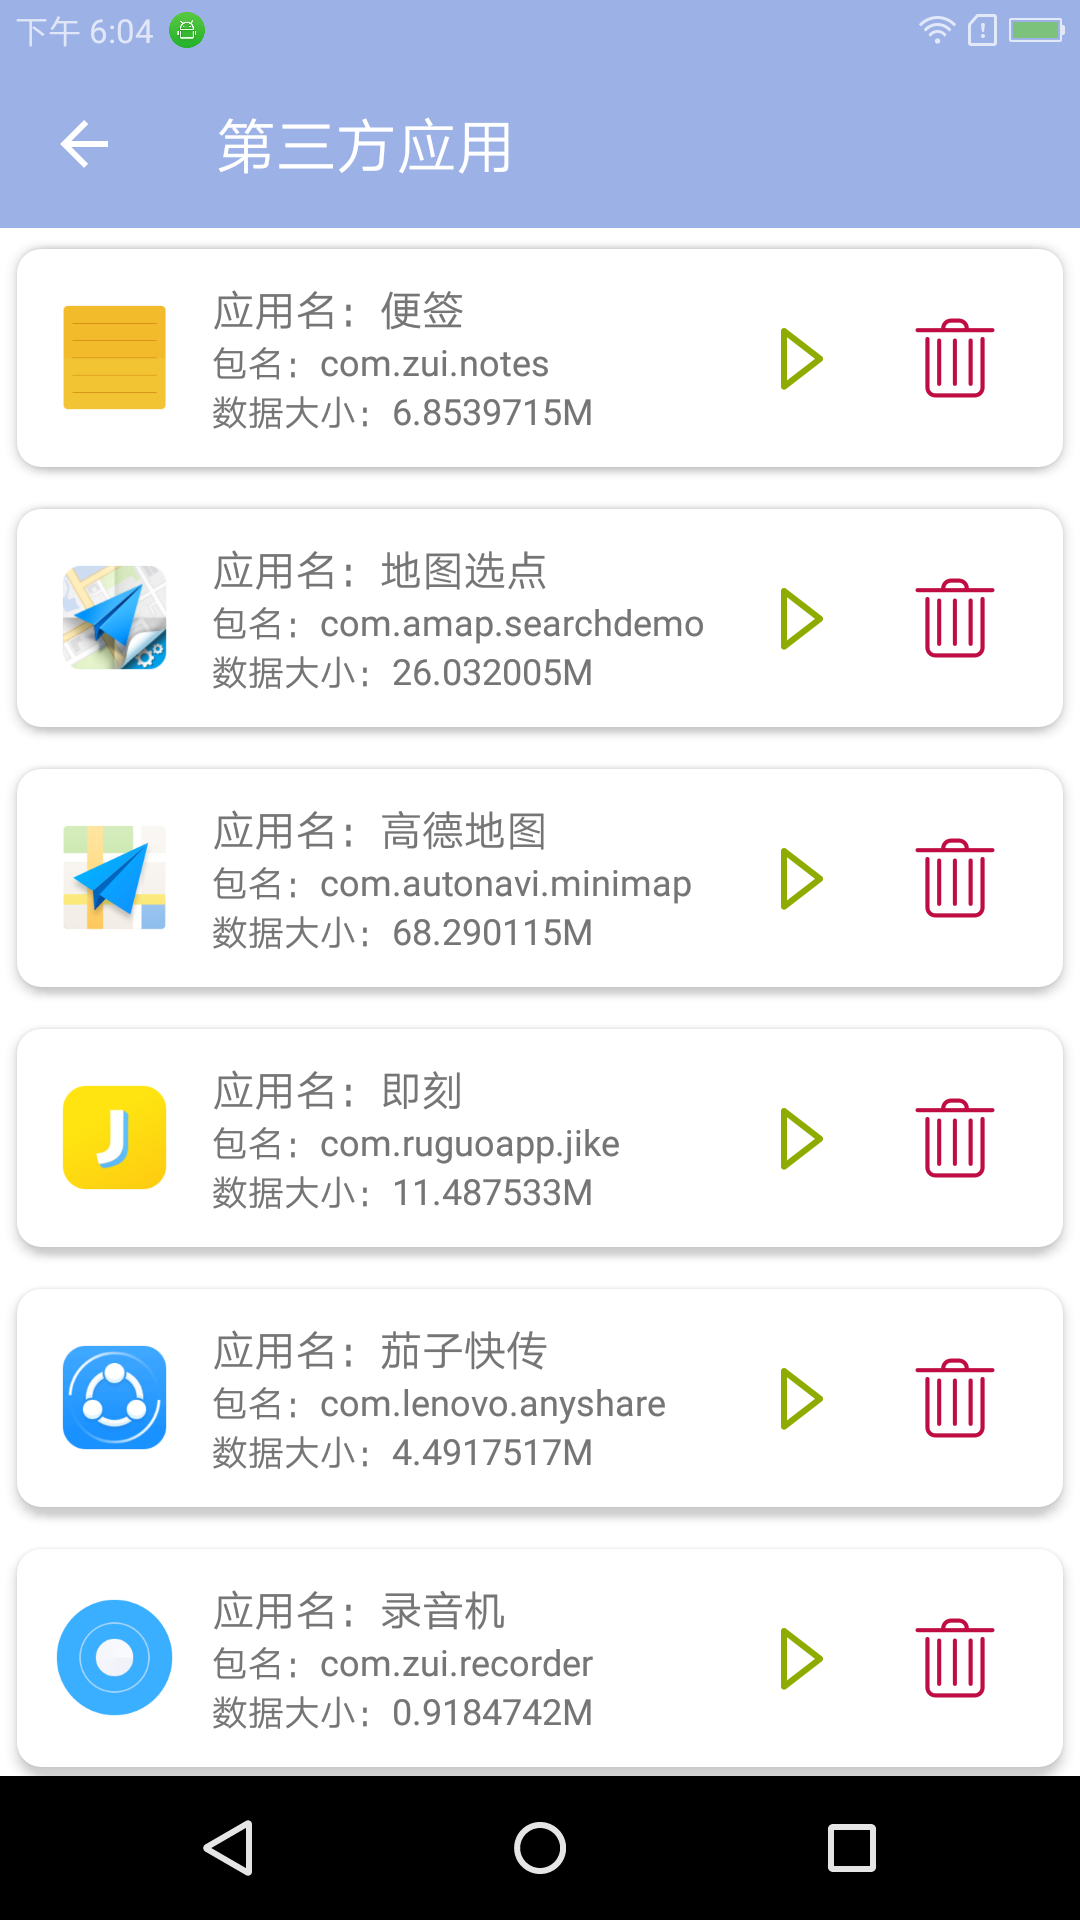 下午 6:04
第三方应用
应用名：便签
包名：com.zui.notes
数据大小：6.8539715M
应用名：地图选点
包名：com.amap.searchdemo
数据大小：26.032005M
应用名：高德地图
包名：com.autonavi.minimap
数据大小：68.290115M
应用名：即刻
包名：com.ruguoapp.jike
数据大小：11.487533M
应用名：茄子快传
包名：com.lenovo.anyshare
数据大小：4.4917517M
应用名：录音机
包名：com.zui.recorder
数据大小：0.9184742M